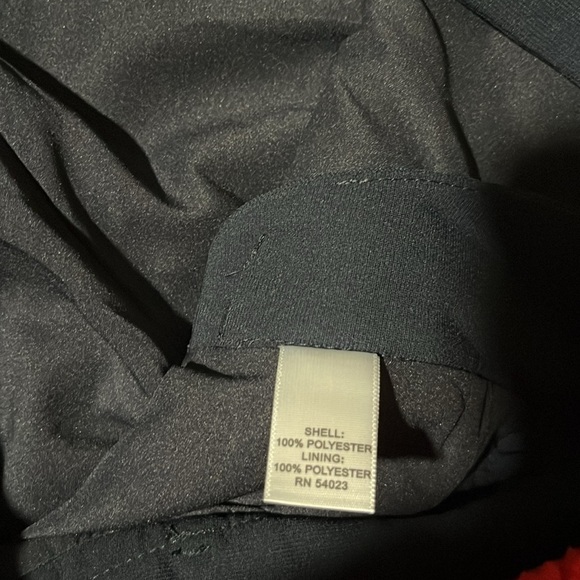 SHELL:
100% POLYESTER
LINING:
100% POLYESTER
RN 54023